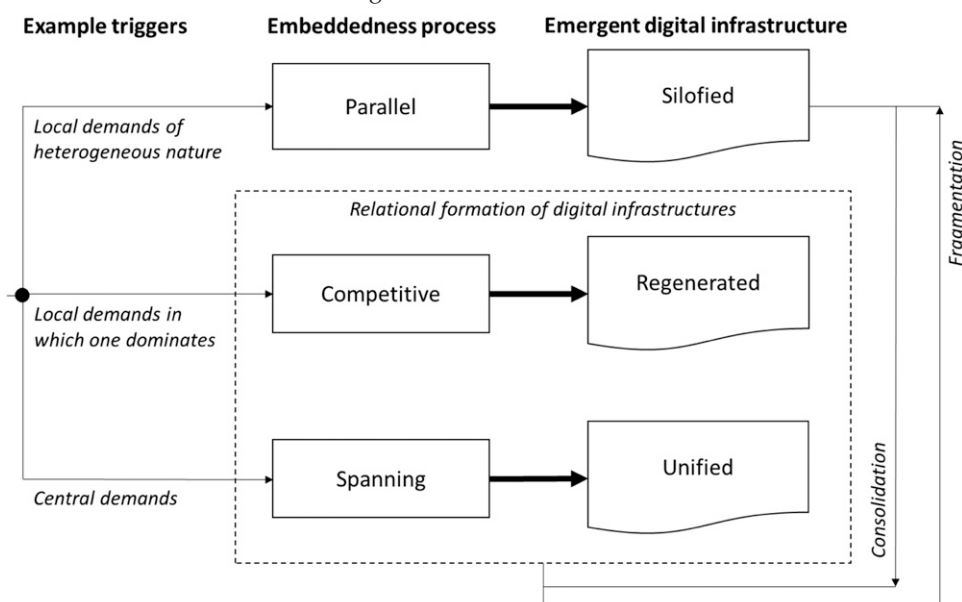 Example triggers
Embeddedness process
Emergent digital infrastructure
Parallel
Silofied
Local demands of
heterogeneous nature
Relational formation of digital infrastructures
Competitive
Regenerated
Local demands in
which one dominates
Spanning
Unified
Central demands
Consolidation
Fragmentation